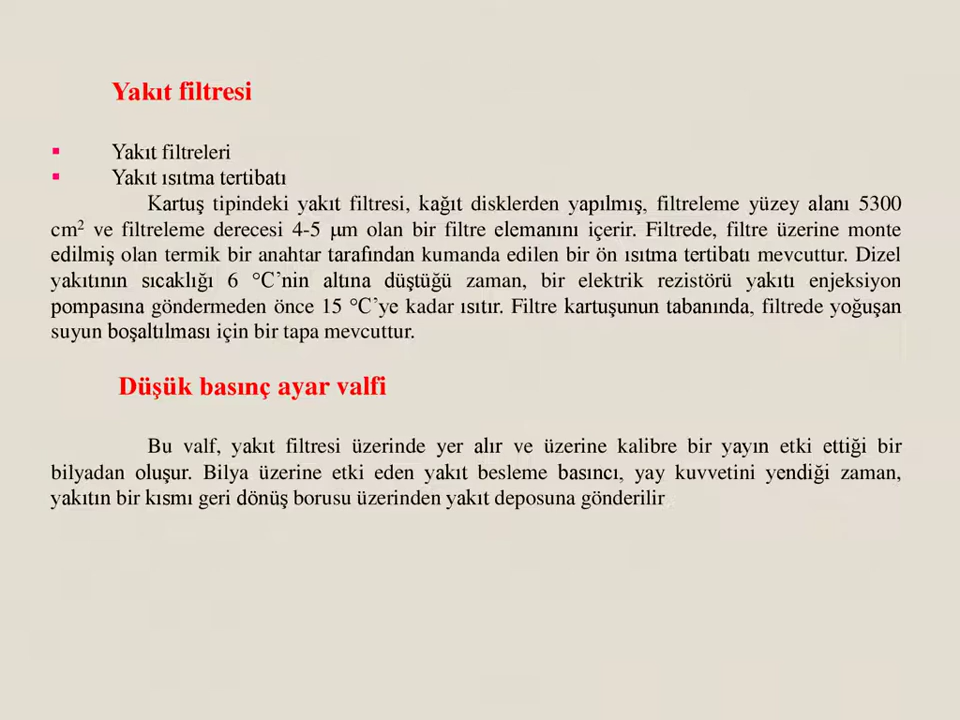 Yakıt filtresi
▪ Yakıt filtreleri
▪ Yakıt ısıtma tertibatı
Kartuş tipindeki yakıt filtresi, kağıt disklerden yapılmış, filtreleme yüzey alanı 5300
cm² ve filtreleme derecesi 4-5 μm olan bir filtre elemanını içerir. Filtrede, filtre üzerine monte
edilmiş olan termik bir anahtar tarafından kumanda edilen bir ön ısıtma tertibatı mevcuttur. Dizel
yakıtının sıcaklığı 6 °C’nin altına düştüğü zaman, bir elektrik rezistörü yakıtı enjeksiyon
pompasına göndermeden önce 15 °C’ye kadar ısıtır. Filtre kartuşunun tabanında, filtrede yoğuşan
suyun boşaltılması için bir tapa mevcuttur.
Düşük basınç ayar valfi
Bu valf, yakıt filtresi üzerinde yer alır ve üzerine kalibre bir yayın etki ettiği bir
bilyadan oluşur. Bilya üzerine etki eden yakıt besleme basıncı, yay kuvvetini yendiği zaman,
yakıtın bir kısmı geri dönüş borusu üzerinden yakıt deposuna gönderilir